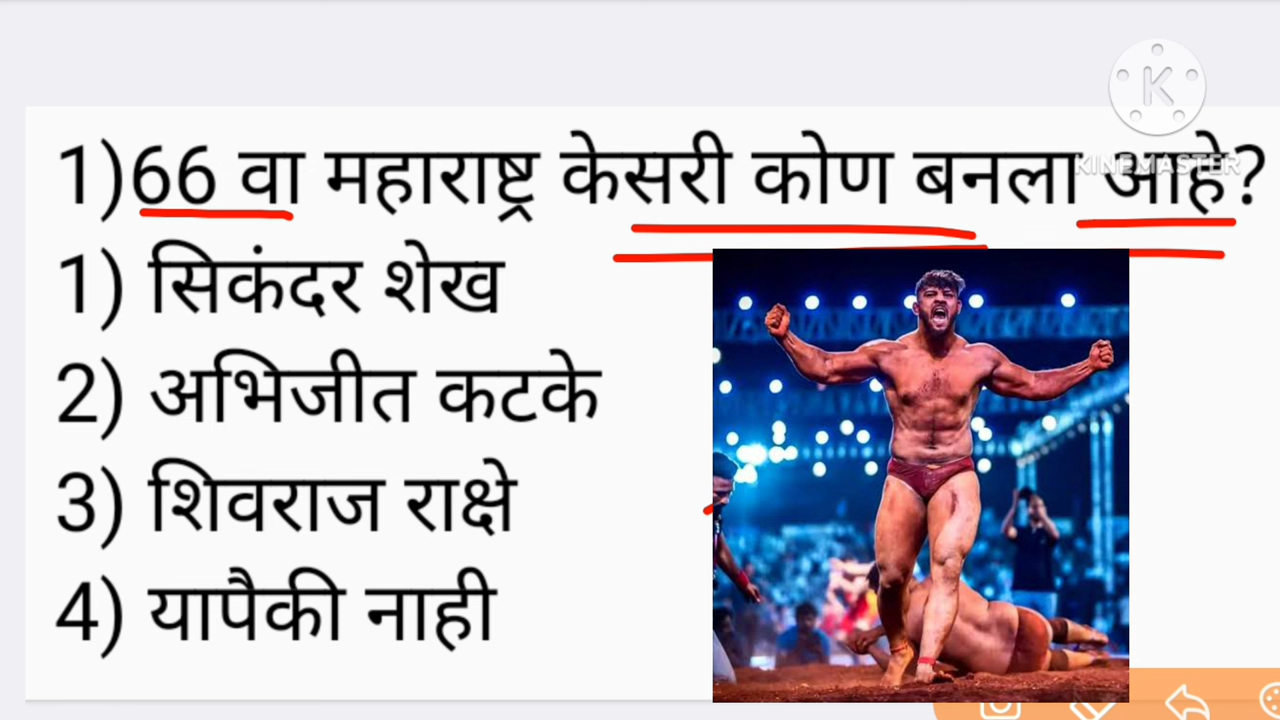 1)66 वा महाराष्ट्र केसरी कोण बनला आहे?
1) सिकंदर शेख
2) अभिजीत कटके
3) शिवराज राक्षे
4) यापैकी नाही
K
KINEMASTER